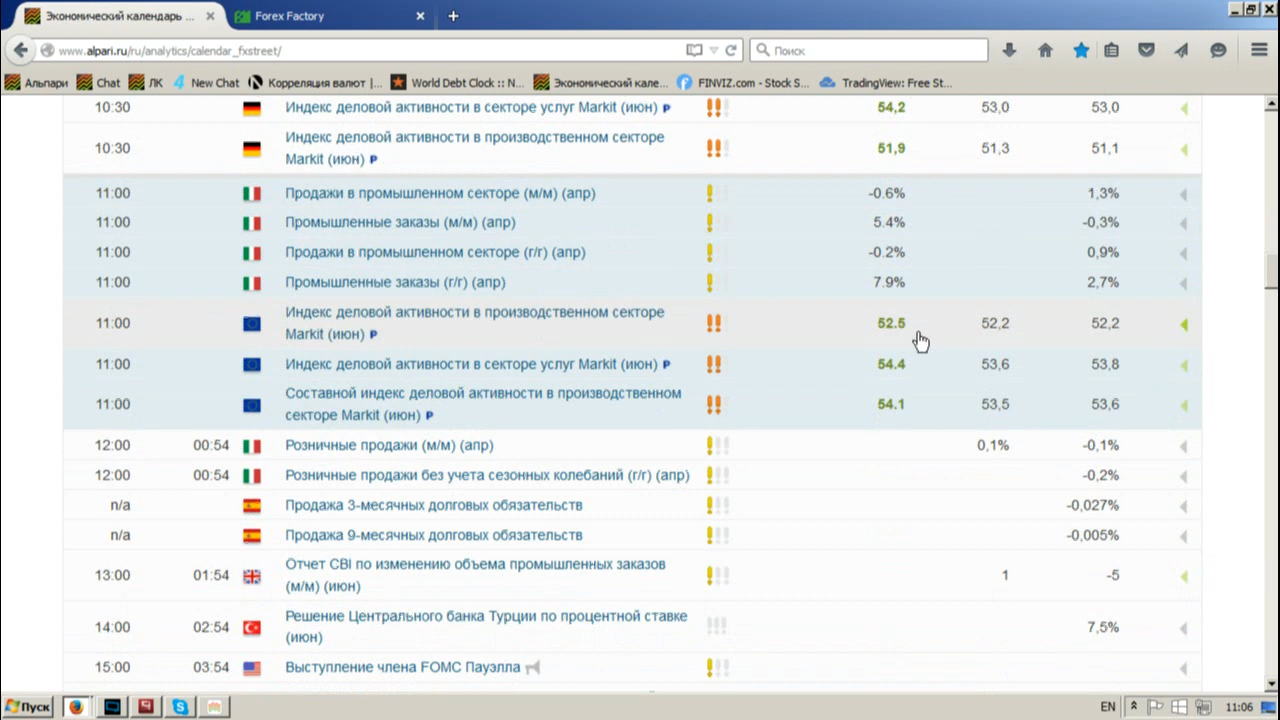 Экономический календарь ...
Forex Factory
www.alpari.ru/ru/analytics/calendar_fxstreet/
Поиск
Альпари
Chat
ЛК
New Chat
Корреляция валют |...
World Debt Clock :: N...
Экономический кале...
FINVIZ.com - Stock S...
TradingView: Free St...
10:30 Индекс деловой активности в секторе услуг Markit (июн) P 54,2 53,0 53,0
Индекс деловой активности в производственном секторе
10:30 Markit (июн) P 51,9 51,3 51,1
11:00 Продажи в промышленном секторе (м/м) (апр) -0.6% 1,3%
11:00 Промышленные заказы (м/м) (апр) 5.4% -0,3%
11:00 Продажи в промышленном секторе (г/г) (апр) -0.2% 0,9%
11:00 Промышленные заказы (г/г) (апр) 7.9% 2,7%
Индекс деловой активности в производственном секторе
11:00 Markit (июн) P 52.5 52,2 52,2
11:00 Индекс деловой активности в секторе услуг Markit (июн) P 54.4 53,6 53,8
Составной индекс деловой активности в производственном
11:00 секторе Markit (июн) P 54.1 53,5 53,6
12:00 00:54 Розничные продажи (м/м) (апр) 0,1% -0,1%
12:00 00:54 Розничные продажи без учета сезонных колебаний (г/г) (апр) -0,2%
n/a Продажа 3-месячных долговых обязательств -0,027%
n/a Продажа 9-месячных долговых обязательств -0,005%
Отчет CBI по изменению объема промышленных заказов
13:00 01:54 (м/м) (июн) 1 -5
Решение Центрального банка Турции по процентной ставке
14:00 02:54 (июн) 7,5%
15:00 03:54 Выступление члена FOMC Пауэлла
Пуск
EN
11:06